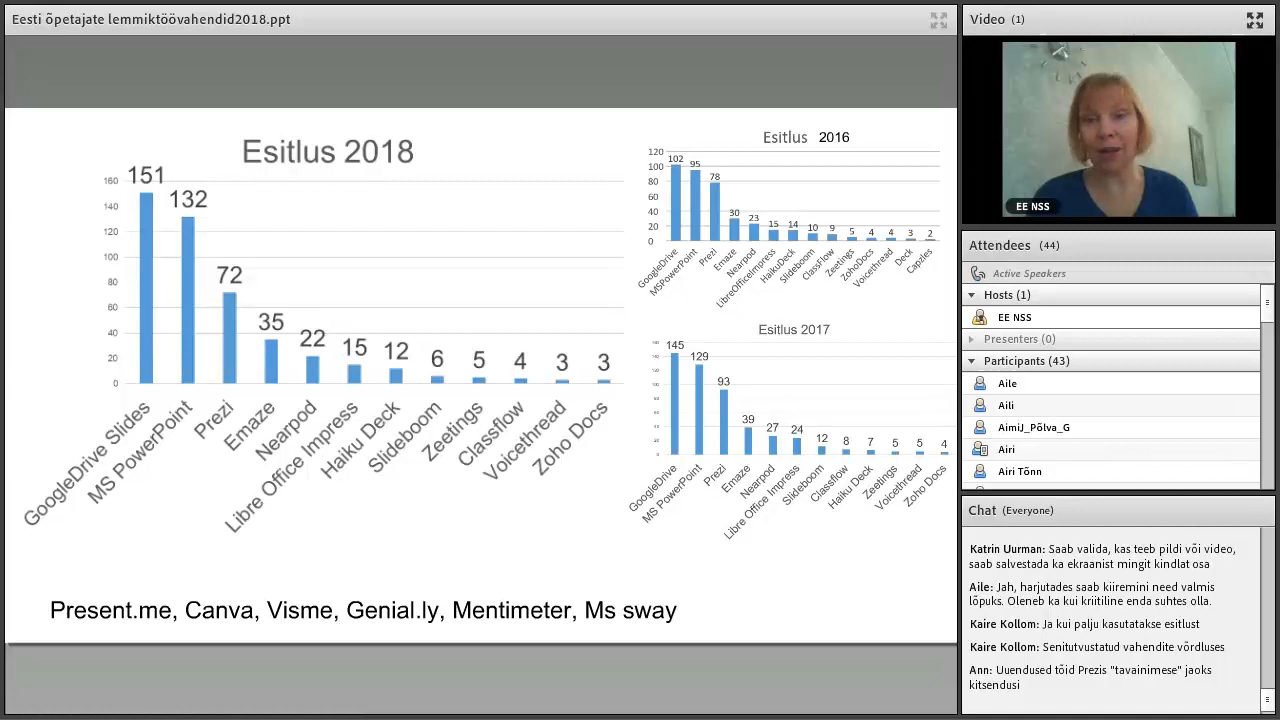 Eesti õpetajate lemmiktöövahendid2018.ppt
Esitlus 2018
151
132
72
35
22
15
12
6
5
4
3
3
160
140
120
100
80
60
40
20
0
GoogleDrive Slides
MS PowerPoint
Prezi
Emaze
Nearpod
Libre Office Impress
Haiku Deck
Slideboom
Zeetings
Classflow
Voicethread
Zoho Docs
Esitlus 2016
120
100
80
60
40
20
0
102
95
78
30
23
15
14
10
9
5
4
4
3
2
GoogleDrive
MSPowerPoint
Prezi
Emaze
Nearpod
LibreOfficeImpress
HaikuDeck
Slideboom
ClassFlow
Zeetings
ZohoDocs
Voicethread
Deck
Capzles
Esitlus 2017
145
129
93
39
27
24
12
8
7
5
5
4
GoogleDrive
MS PowerPoint
Prezi
Emaze
Nearpod
Libre Office Impress
Slideboom
Classflow
Haiku Deck
Zeetings
Voicethread
Zoho Docs
Present.me, Canva, Visme, Genial.ly, Mentimeter, Ms sway
Video (1)
EE NSS
Attendees (44)
Active Speakers
Hosts (1)
EE NSS
Presenters (0)
Participants (43)
Aile
Aili
AimiJ_Põlva_G
Airi
Airi Tõnn
Chat (Everyone)
Katrin Uurman: Saab valida, kas teeb pildi või video,
saab salvestada ka ekraanist mingit kindlat osa
Aile: Jah, harjutades saab kiiremini need valmis
lõpuks. Oleneb ka kui kriitiline enda suhtes olla.
Kaire Kollom: Ja kui palju kasutatakse esitlust
Kaire Kollom: Senitutvustatud vahendite võrdluses
Ann: Uuendused tõid Prezis "tavainimese" jaoks
kitsendusi